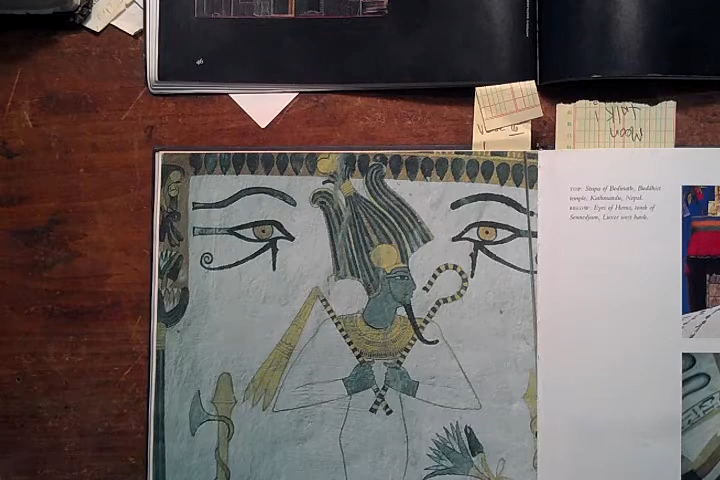 talk!
moon
TOP: Stupa of Bodnath, Buddhist
temple, Kathmandu, Nepal.
BELOW: Eyes of Horus, tomb of
Sennedjem, Luxor west bank.